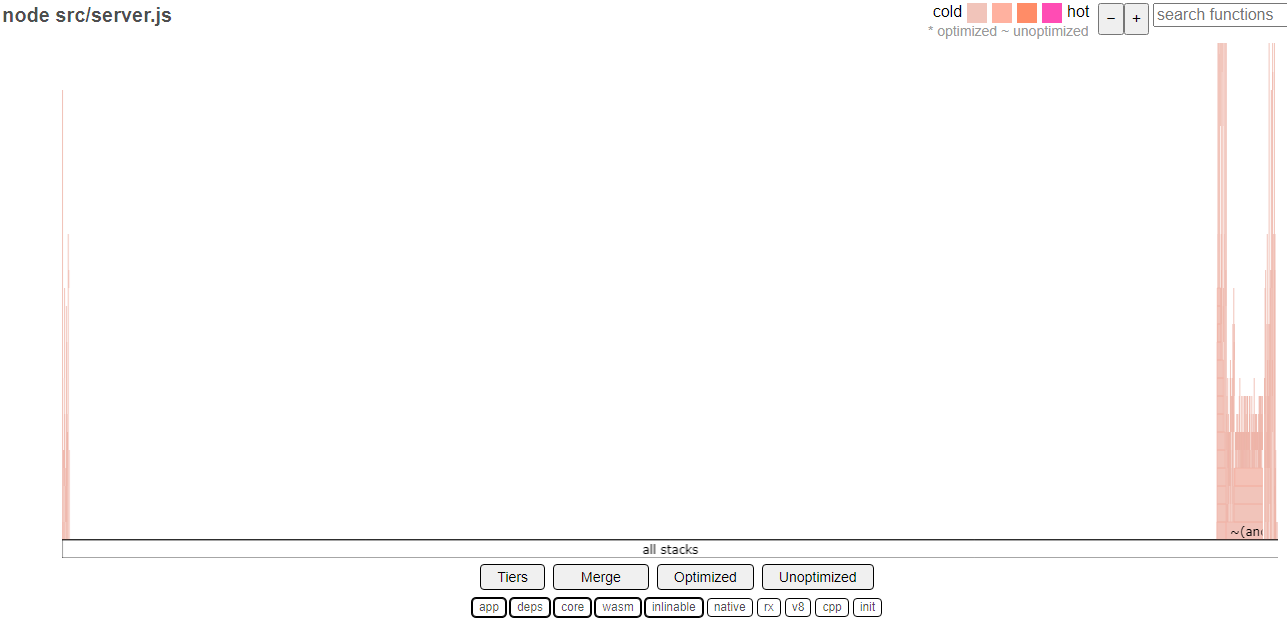 node src/server.js
cold hot − + search functions
* optimized ~ unoptimized
~(ano
all stacks
Tiers Merge Optimized Unoptimized
app deps core wasm inlinable native rx v8 cpp init